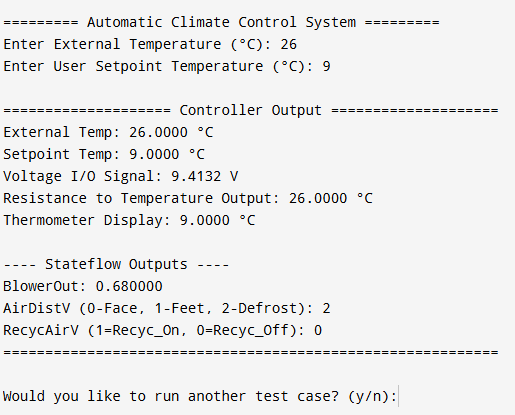 ========= Automatic Climate Control System =========
Enter External Temperature (°C): 26
Enter User Setpoint Temperature (°C): 9
==================== Controller Output ====================
External Temp: 26.0000 °C
Setpoint Temp: 9.0000 °C
Voltage I/O Signal: 9.4132 V
Resistance to Temperature Output: 26.0000 °C
Thermometer Display: 9.0000 °C
---- Stateflow Outputs ----
BlowerOut: 0.680000
AirDistV (0-Face, 1-Feet, 2-Defrost): 2
RecycAirV (1=Recyc_On, 0=Recyc_Off): 0
===========================================================
Would you like to run another test case? (y/n):